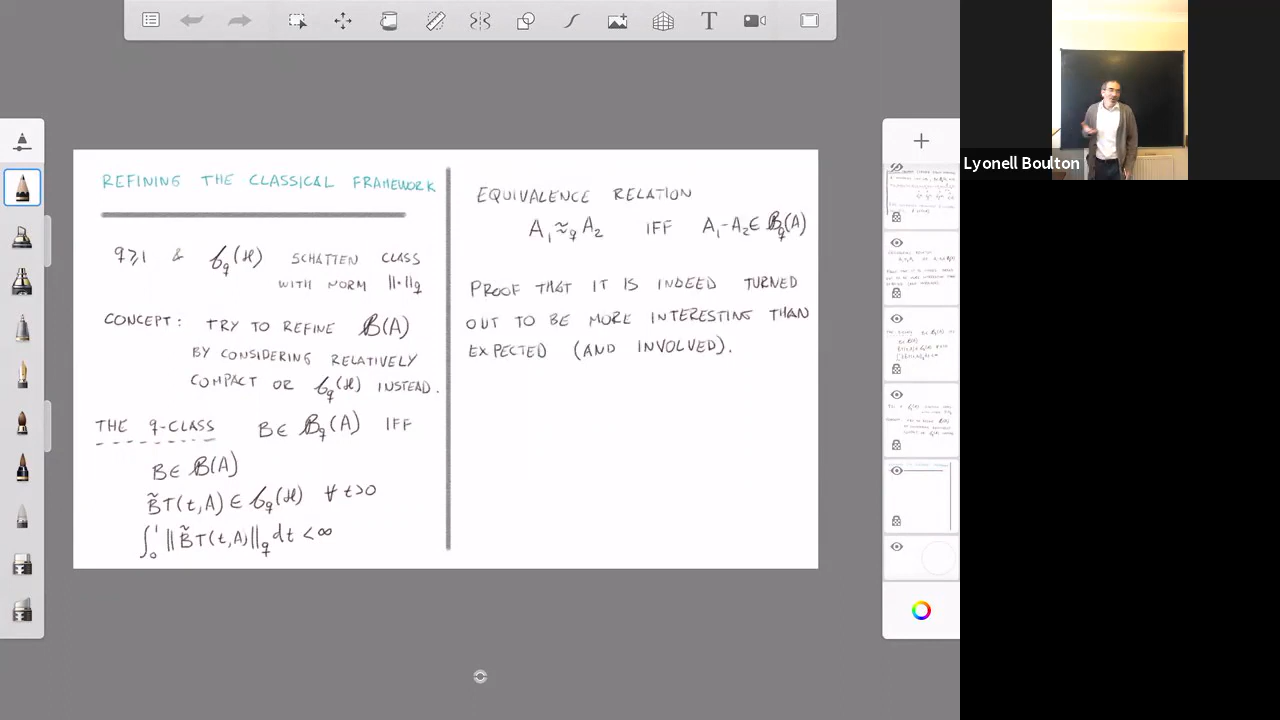 REFINING THE CLASSICAL FRAMEWORK
q⩾1 & 𝒞q(ℋ) SCHATTEN CLASS
WITH NORM ||·||q
CONCEPT: TRY TO REFINE ℬ(A)
BY CONSIDERING RELATIVELY
COMPACT OR 𝒞q(ℋ) INSTEAD.
THE q-CLASS B∈ ℬq(A) IFF
B∈ ℬ(A)
B̃T(t,A) ∈ 𝒞q(ℋ) ∀ t>0
∫₀¹ ||B̃T(t,A)||q dt < ∞
EQUIVALENCE RELATION
A₁ ≈q A₂ IFF A₁-A₂∈ ℬq(A)
PROOF THAT IT IS INDEED TURNED
OUT TO BE MORE INTERESTING THAN
EXPECTED (AND INVOLVED).
T
Lyonell Boulton